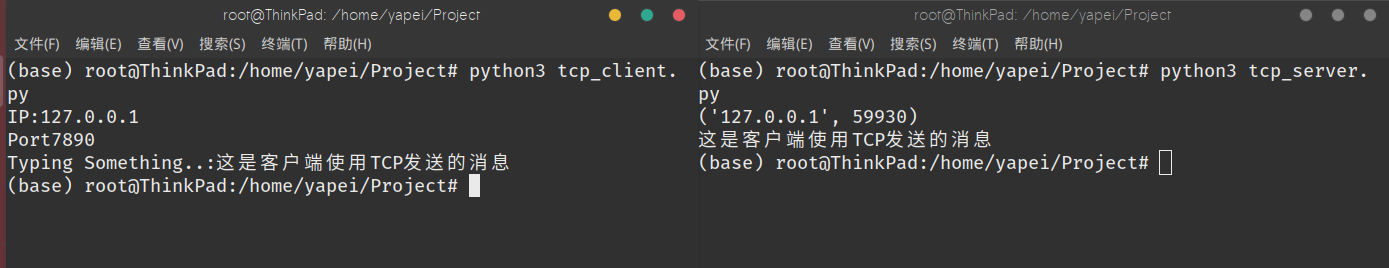 root@ThinkPad: /home/yapei/Project
文件(F) 编辑(E) 查看(V) 搜索(S) 终端(T) 帮助(H)
(base) root@ThinkPad:/home/yapei/Project# python3 tcp_client.
py
IP:127.0.0.1
Port7890
Typing Something..:这是客户端使用TCP发送的消息
(base) root@ThinkPad:/home/yapei/Project#
root@ThinkPad: /home/yapei/Project
文件(F) 编辑(E) 查看(V) 搜索(S) 终端(T) 帮助(H)
(base) root@ThinkPad:/home/yapei/Project# python3 tcp_server.
py
('127.0.0.1', 59930)
这是客户端使用TCP发送的消息
(base) root@ThinkPad:/home/yapei/Project#